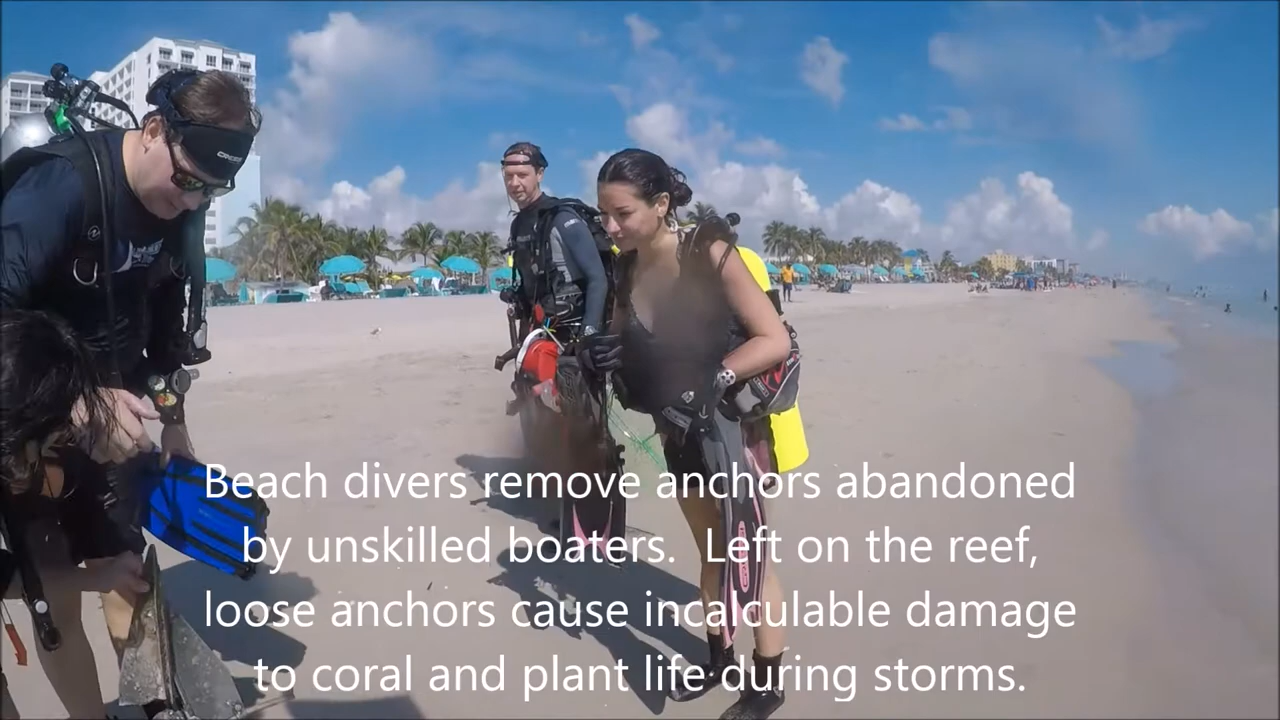 Beach divers remove anchors abandoned
by unskilled boaters.  Left on the reef,
loose anchors cause incalculable damage
to coral and plant life during storms.